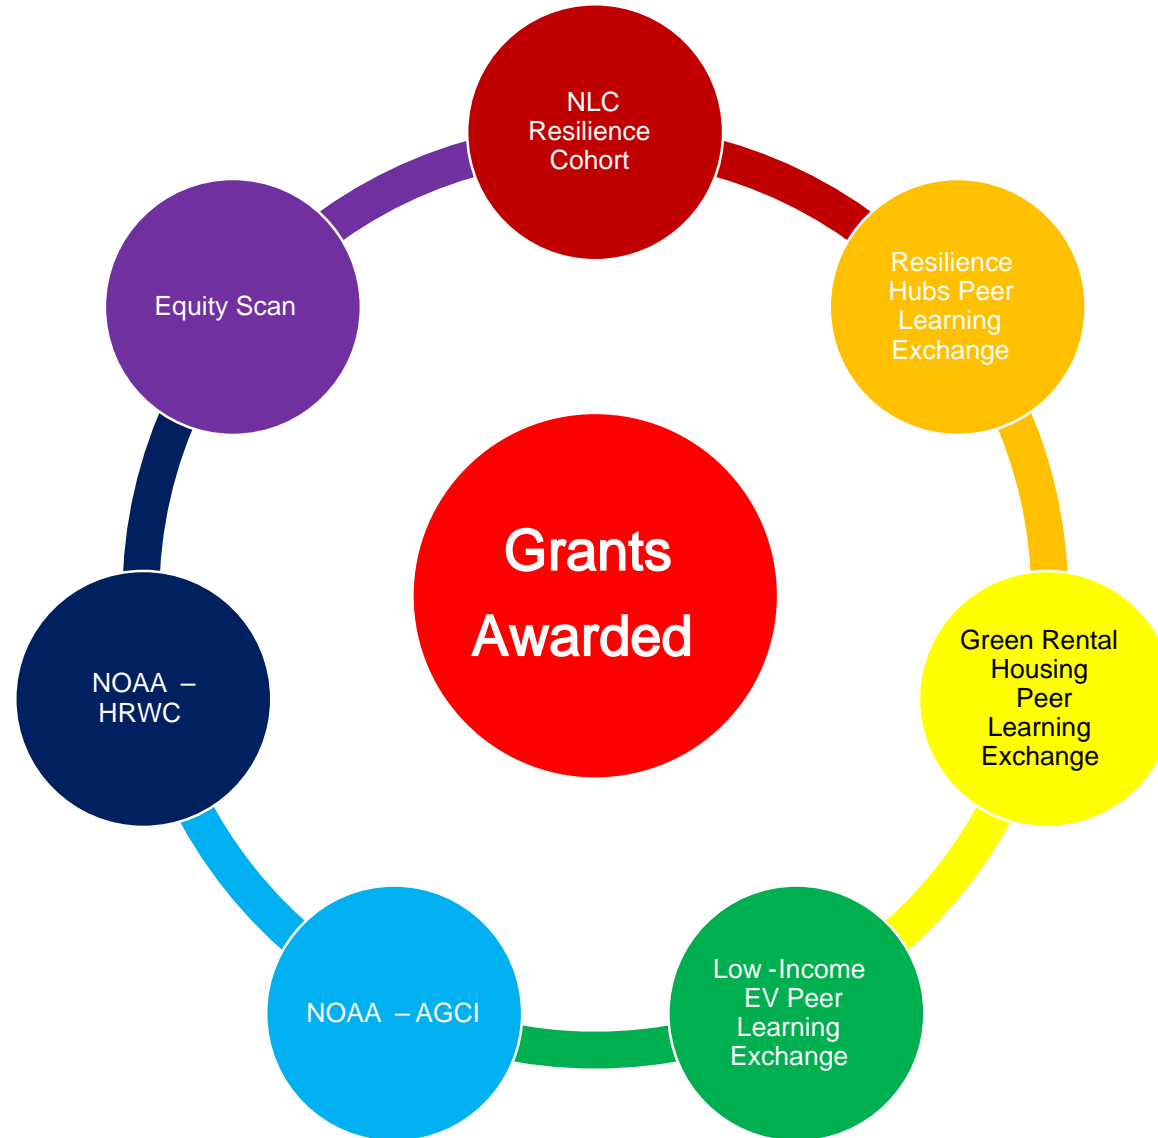 NLC
Resilience
Cohort
Resilience
Hubs Peer
Learning
Exchange
Green Rental
Housing
Peer
Learning
Exchange
Low -Income
EV Peer
Learning
Exchange
NOAA – AGCI
NOAA –
HRWC
Equity Scan
Grants
Awarded